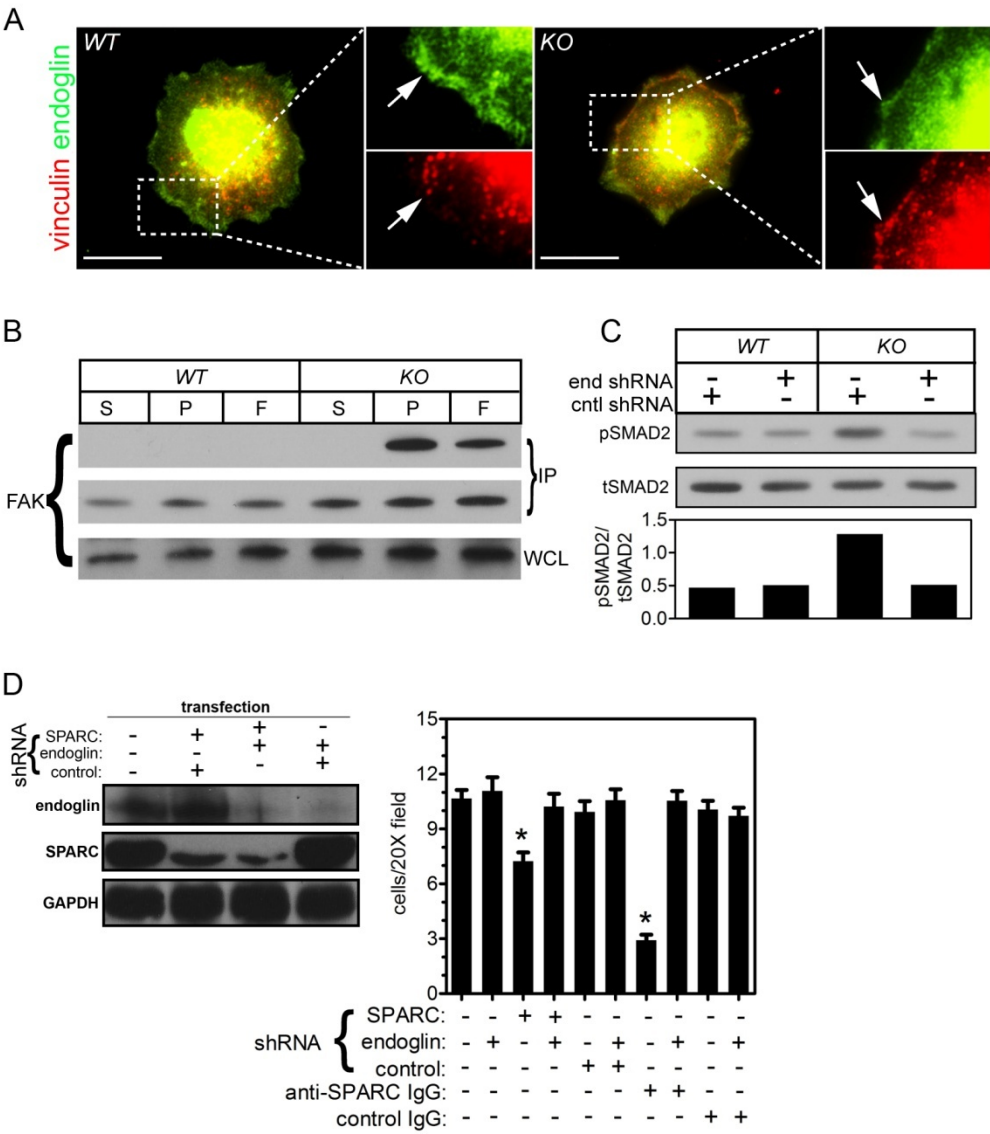 A
vinculin endoglin
WT
KO
B
WT KO
S P F S P F
FAK
IP
WCL
C
WT KO
end shRNA - + - +
cntl shRNA + - + -
pSMAD2
tSMAD2
pSMAD2/
tSMAD2
1.5
1.0
0.5
0.0
D
transfection
shRNA
SPARC: - + + -
endoglin: - - + +
control: - + - +
endoglin
SPARC
GAPDH
cells/20X field
15
12
9
6
3
0
* *
shRNA
SPARC: - - + + - - - - - -
endoglin: - + - + - + - + - +
control: - - - - + + - - - -
anti-SPARC IgG: - - - - - - + + - -
control IgG: - - - - - - - - + +